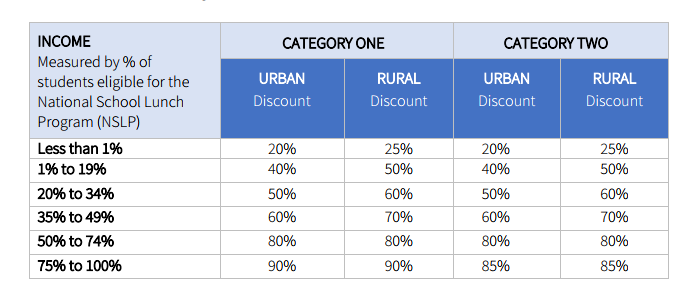 INCOME
Measured by % of
students eligible for the
National School Lunch
Program (NSLP)
CATEGORY ONE CATEGORY TWO
URBAN Discount RURAL Discount URBAN Discount RURAL Discount
Less than 1% 20% 25% 20% 25%
1% to 19% 40% 50% 40% 50%
20% to 34% 50% 60% 50% 60%
35% to 49% 60% 70% 60% 70%
50% to 74% 80% 80% 80% 80%
75% to 100% 90% 90% 85% 85%